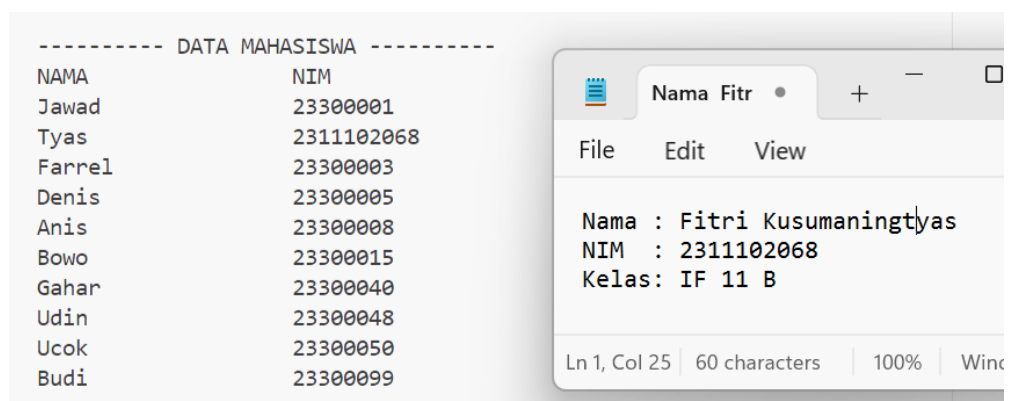 ---------- DATA MAHASISWA ----------
NAMA NIM
Jawad 23300001
Tyas 2311102068
Farrel 23300003
Denis 23300005
Anis 23300008
Bowo 23300015
Gahar 23300040
Udin 23300048
Ucok 23300050
Budi 23300099
Nama Fitr
File Edit View
Nama : Fitri Kusumaningtyas
NIM : 2311102068
Kelas: IF 11 B
Ln 1, Col 25 60 characters 100%